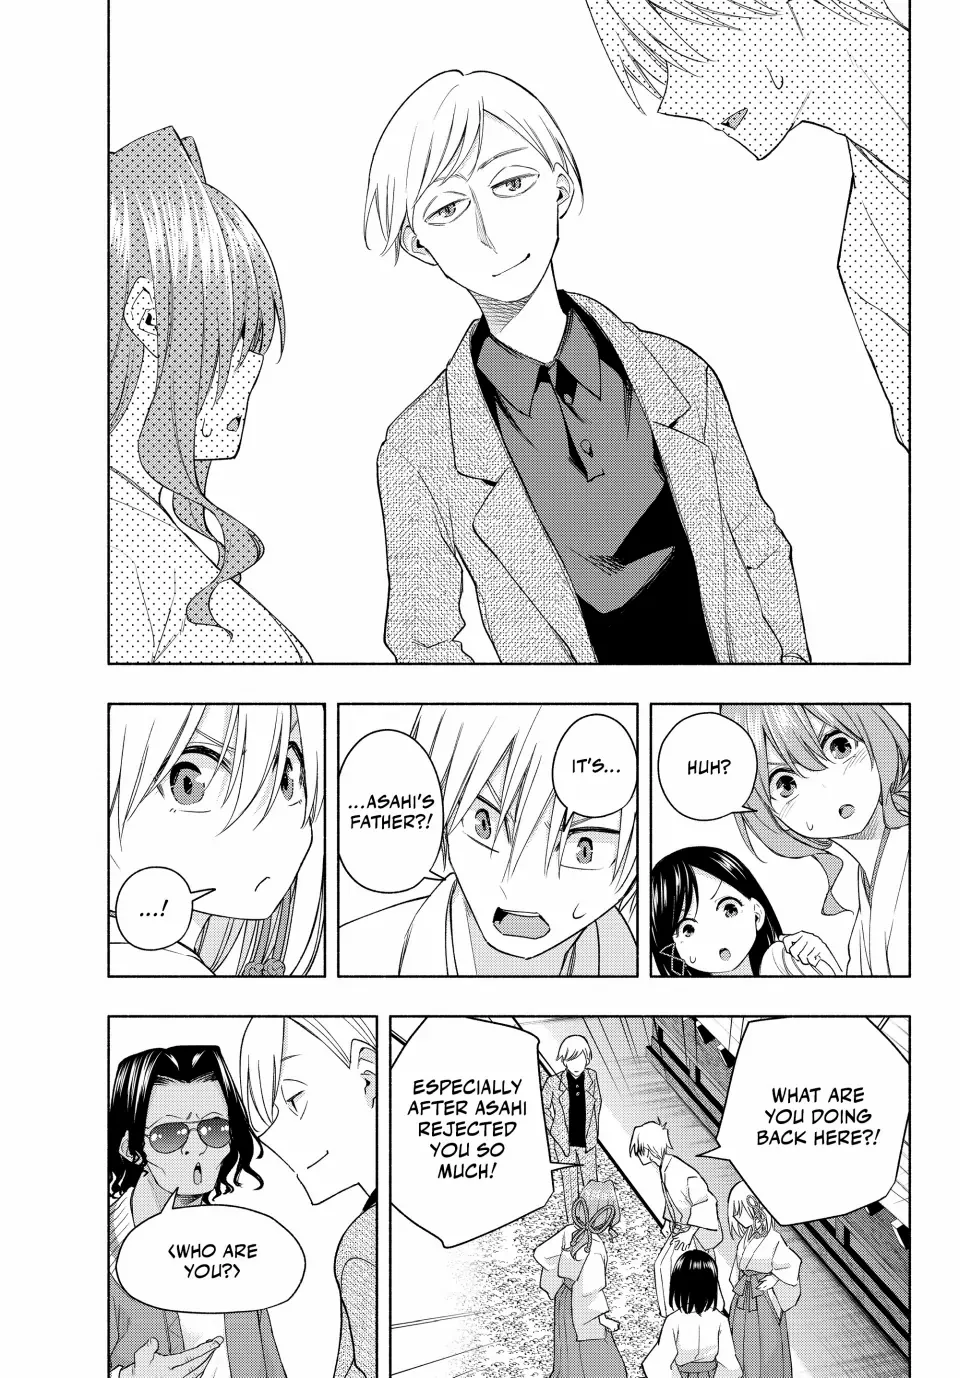 HUH?
IT'S...
...ASAHI'S
FATHER?!
...!
WHAT ARE
YOU DOING
BACK HERE?!
ESPECIALLY
AFTER ASAHI
REJECTED
YOU SO
MUCH!
<WHO ARE
YOU?>